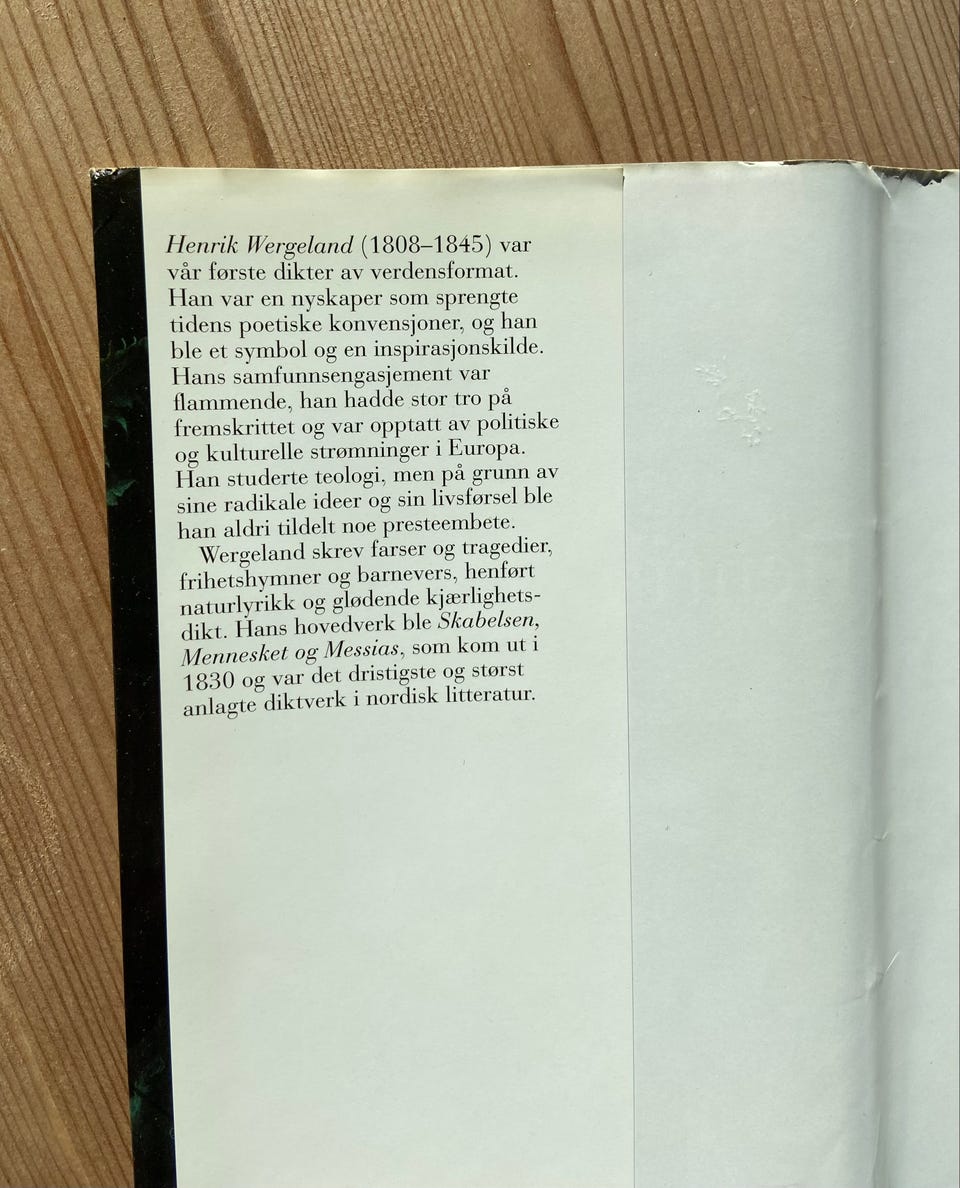 Henrik Wergeland (1808–1845) var
vår første dikter av verdensformat.
Han var en nyskaper som sprengte
tidens poetiske konvensjoner, og han
ble et symbol og en inspirasjonskilde.
Hans samfunnsengasjement var
flammende, han hadde stor tro på
fremskrittet og var opptatt av politiske
og kulturelle strømninger i Europa.
Han studerte teologi, men på grunn av
sine radikale ideer og sin livsførsel ble
han aldri tildelt noe presteembete.
Wergeland skrev farser og tragedier,
frihetshymner og barnevers, henført
naturlyrikk og glødende kjærlighets-
dikt. Hans hovedverk ble Skabelsen,
Mennesket og Messias, som kom ut i
1830 og var det dristigste og størst
anlagte diktverk i nordisk litteratur.